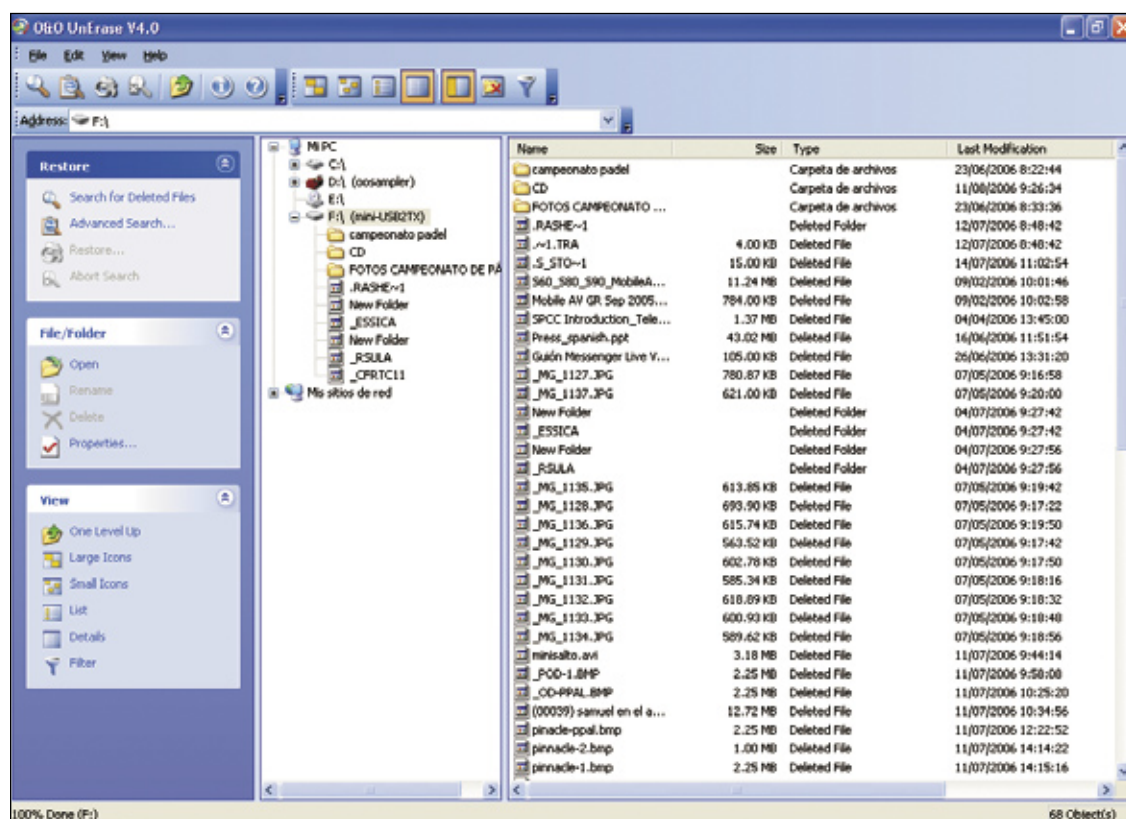 O&O UnErase V4.0
File Edit View Help
Address: F:\
Restore
Search for Deleted Files
Advanced Search...
Restore...
Abort Search
File/Folder
Open
Rename
Delete
Properties...
View
One Level Up
Large Icons
Small Icons
List
Details
Filter
Mi PC
C:\
D:\ (oosampler)
E:\
F:\ (mini-USB2TX)
campeonato padel
CD
FOTOS CAMPEONATO DE PÁ
.RASHE~1
New Folder
_ESSICA
New Folder
_RSULA
_CPRTC11
Mis sitios de red
Name Size Type Last Modification
campeonato padel Carpeta de archivos 23/06/2006 8:22:44
CD Carpeta de archivos 11/08/2006 9:26:34
FOTOS CAMPEONATO ... Carpeta de archivos 23/06/2006 8:33:36
.RASHE~1 Deleted Folder 12/07/2006 8:48:42
.~1.TRA 4.00 KB Deleted File 12/07/2006 8:48:42
.S_STO~1 15.00 KB Deleted File 14/07/2006 11:02:54
S60_S80_S90_MobileA... 11.24 MB Deleted File 09/02/2006 10:01:46
Mobile AV GR Sep 2005... 784.00 KB Deleted File 09/02/2006 10:02:58
SPCC Introduction_Tele... 1.37 MB Deleted File 04/04/2006 13:45:00
Press_spanish.ppt 43.02 MB Deleted File 16/06/2006 11:51:54
Guión Messenger Live V... 105.00 KB Deleted File 26/06/2006 13:31:20
_MG_1127.JPG 780.87 KB Deleted File 07/05/2006 9:16:58
_MG_1137.JPG 621.00 KB Deleted File 07/05/2006 9:20:00
New Folder Deleted Folder 04/07/2006 9:27:42
_ESSICA Deleted Folder 04/07/2006 9:27:42
New Folder Deleted Folder 04/07/2006 9:27:56
_RSULA Deleted Folder 04/07/2006 9:27:56
_MG_1135.JPG 613.85 KB Deleted File 07/05/2006 9:19:42
_MG_1128.JPG 693.90 KB Deleted File 07/05/2006 9:17:22
_MG_1136.JPG 615.74 KB Deleted File 07/05/2006 9:19:50
_MG_1129.JPG 563.52 KB Deleted File 07/05/2006 9:17:42
_MG_1130.JPG 602.78 KB Deleted File 07/05/2006 9:17:50
_MG_1131.JPG 585.34 KB Deleted File 07/05/2006 9:18:16
_MG_1132.JPG 618.89 KB Deleted File 07/05/2006 9:18:32
_MG_1133.JPG 600.93 KB Deleted File 07/05/2006 9:18:48
_MG_1134.JPG 589.62 KB Deleted File 07/05/2006 9:18:56
minisalto.avi 3.18 MB Deleted File 11/07/2006 9:44:14
_POD-1.BMP 2.25 MB Deleted File 11/07/2006 9:58:08
_OD-PPAL.BMP 2.25 MB Deleted File 11/07/2006 10:25:20
(00039) samuel en el a... 12.72 MB Deleted File 11/07/2006 10:34:56
pinacle-ppal.bmp 2.25 MB Deleted File 11/07/2006 12:22:52
pinnacle-2.bmp 1.00 MB Deleted File 11/07/2006 14:14:22
pinnacle-1.bmp 2.25 MB Deleted File 11/07/2006 14:15:16
100% Done (F:) 68 Object(s)